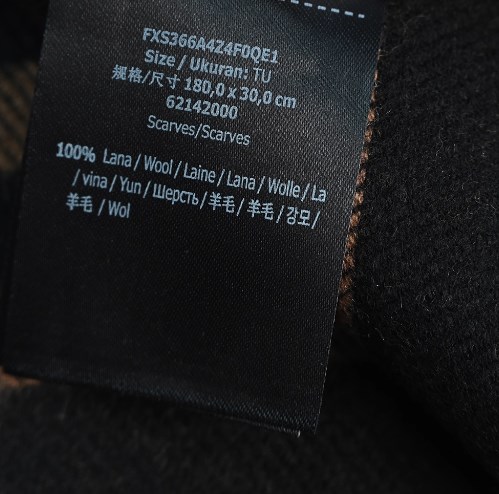 FXS366A4Z4F0QE1
Size / Ukuran: TU
规格/尺寸 180,0 x 30,0 cm
62142000
Scarves/Scarves
100% Lana / Wool / Laine / Lana / Wolle / La
/ vina / Yun / Шерсть / 羊毛 / 羊毛 / 강모 /
羊毛 / Wol